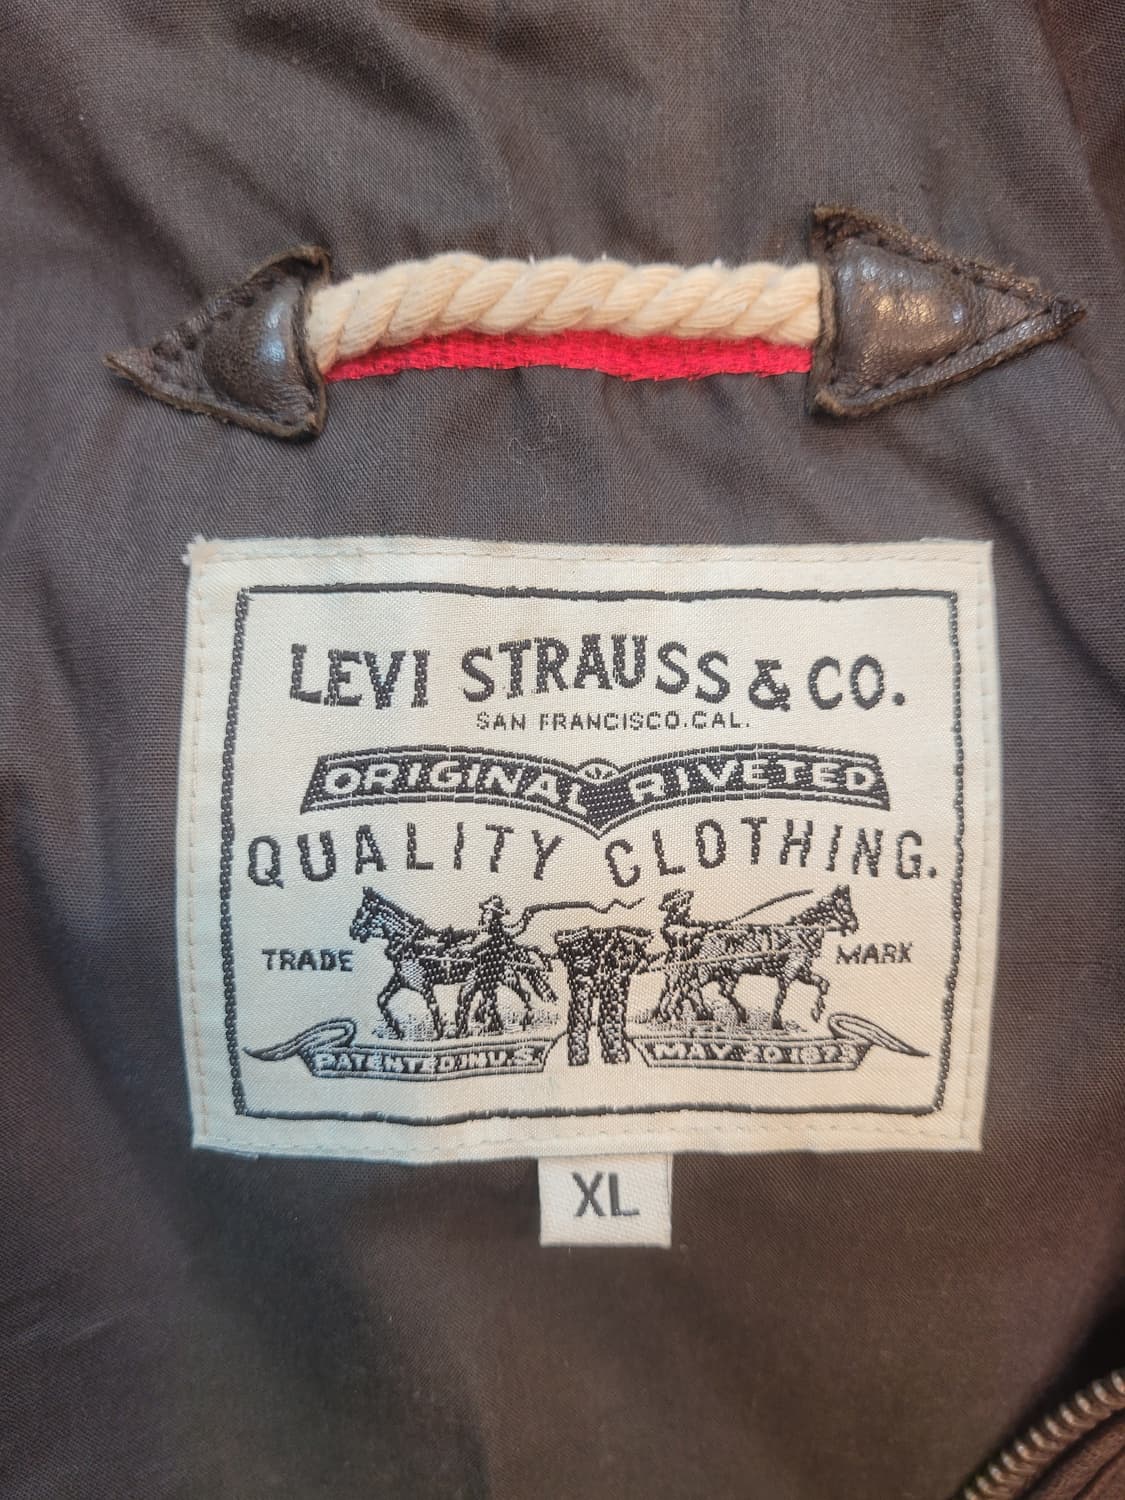 LEVI STRAUSS & CO.
SAN FRANCISCO.CAL.
ORIGINAL RIVETED
QUALITY CLOTHING.
TRADE MARK
PATENTED IN U.S. MAY 20 1873
XL